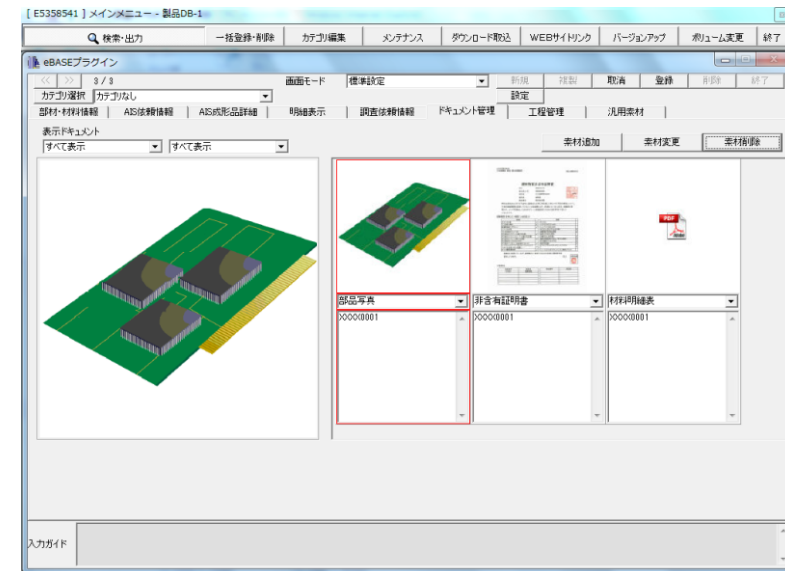 [ E5358541 ] メインメニュー - 製品DB-1
検索・出力 一括登録・削除 カテゴリ編集 メンテナンス ダウンロード取込 WEBサイトリンク バージョンアップ ボリューム変更 終了
eBASEプラグイン
<< >> 3 / 3 画面モード 標準設定 新規 複製 取消 登録 削除 終了
カテゴリ選択 カテゴリなし 設定
部材・材料情報 AIS依頼情報 AIS成形品詳細 明細表示 調査依頼情報 ドキュメント管理 工程管理 汎用素材
表示ドキュメント
すべて表示 すべて表示 素材追加 素材変更 素材削除
PDF
部品写真 非含有証明書 材料明細表
XXXX0001 XXXX0001 XXXX0001
入力ガイド